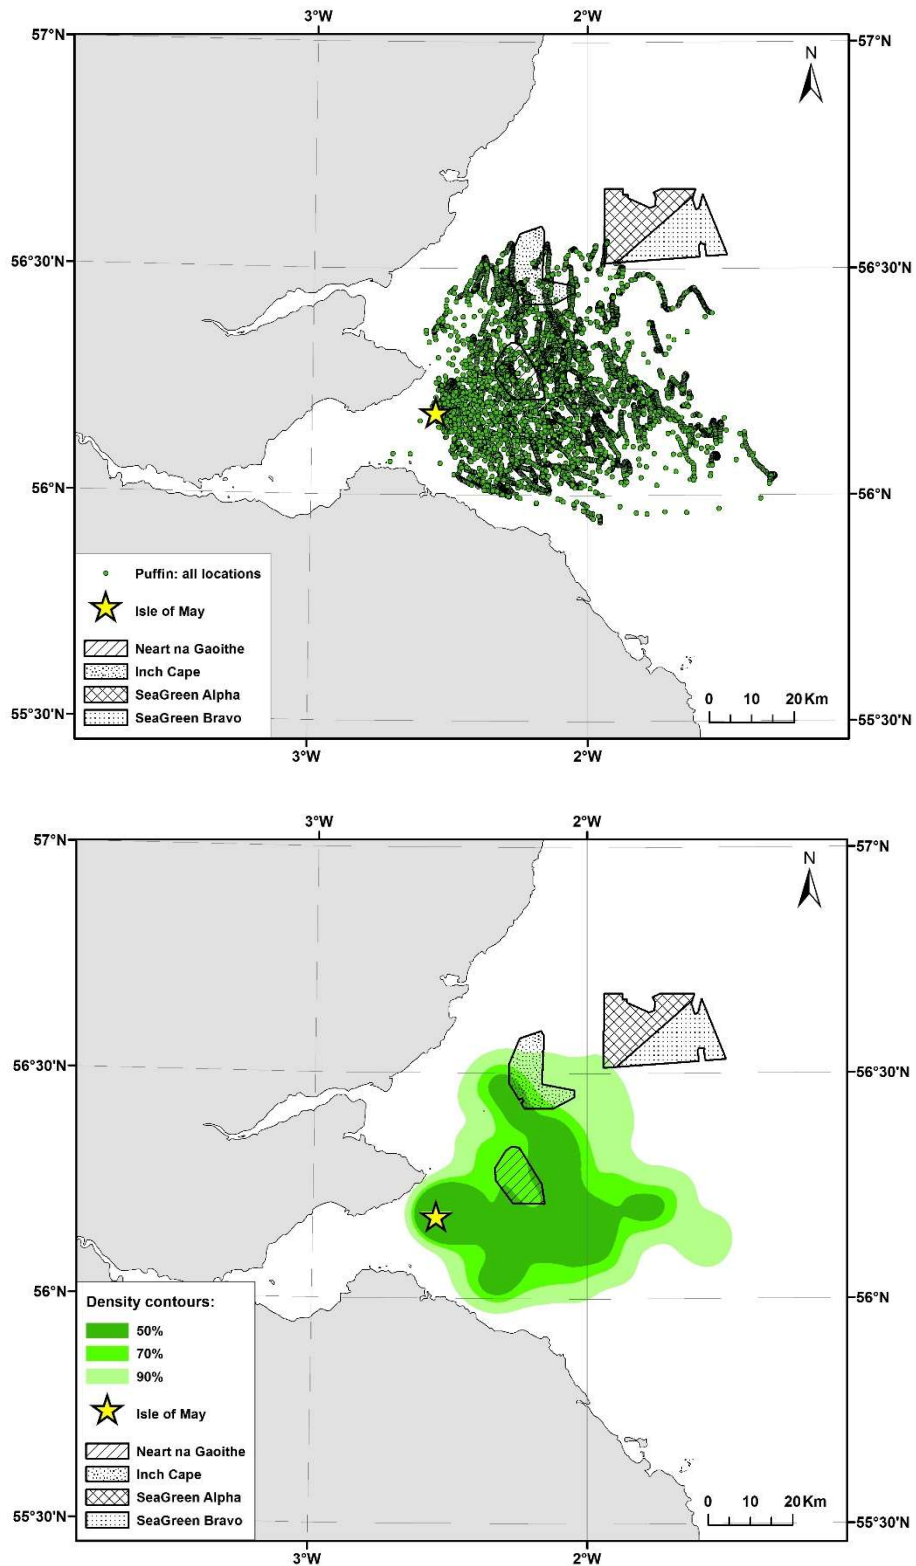 3°W 2°W
57°N 57°N
N
56°30'N 56°30'N
56°N 56°N
Puffin: all locations
Isle of May
Neart na Gaoithe
Inch Cape
SeaGreen Alpha
SeaGreen Bravo
0 10 20 Km
55°30'N 55°30'N
3°W 2°W
3°W 2°W
57°N 57°N
N
56°30'N 56°30'N
56°N 56°N
Density contours:
50%
70%
90%
Isle of May
Neart na Gaoithe
Inch Cape
SeaGreen Alpha
SeaGreen Bravo
0 10 20 Km
55°30'N 55°30'N
3°W 2°W